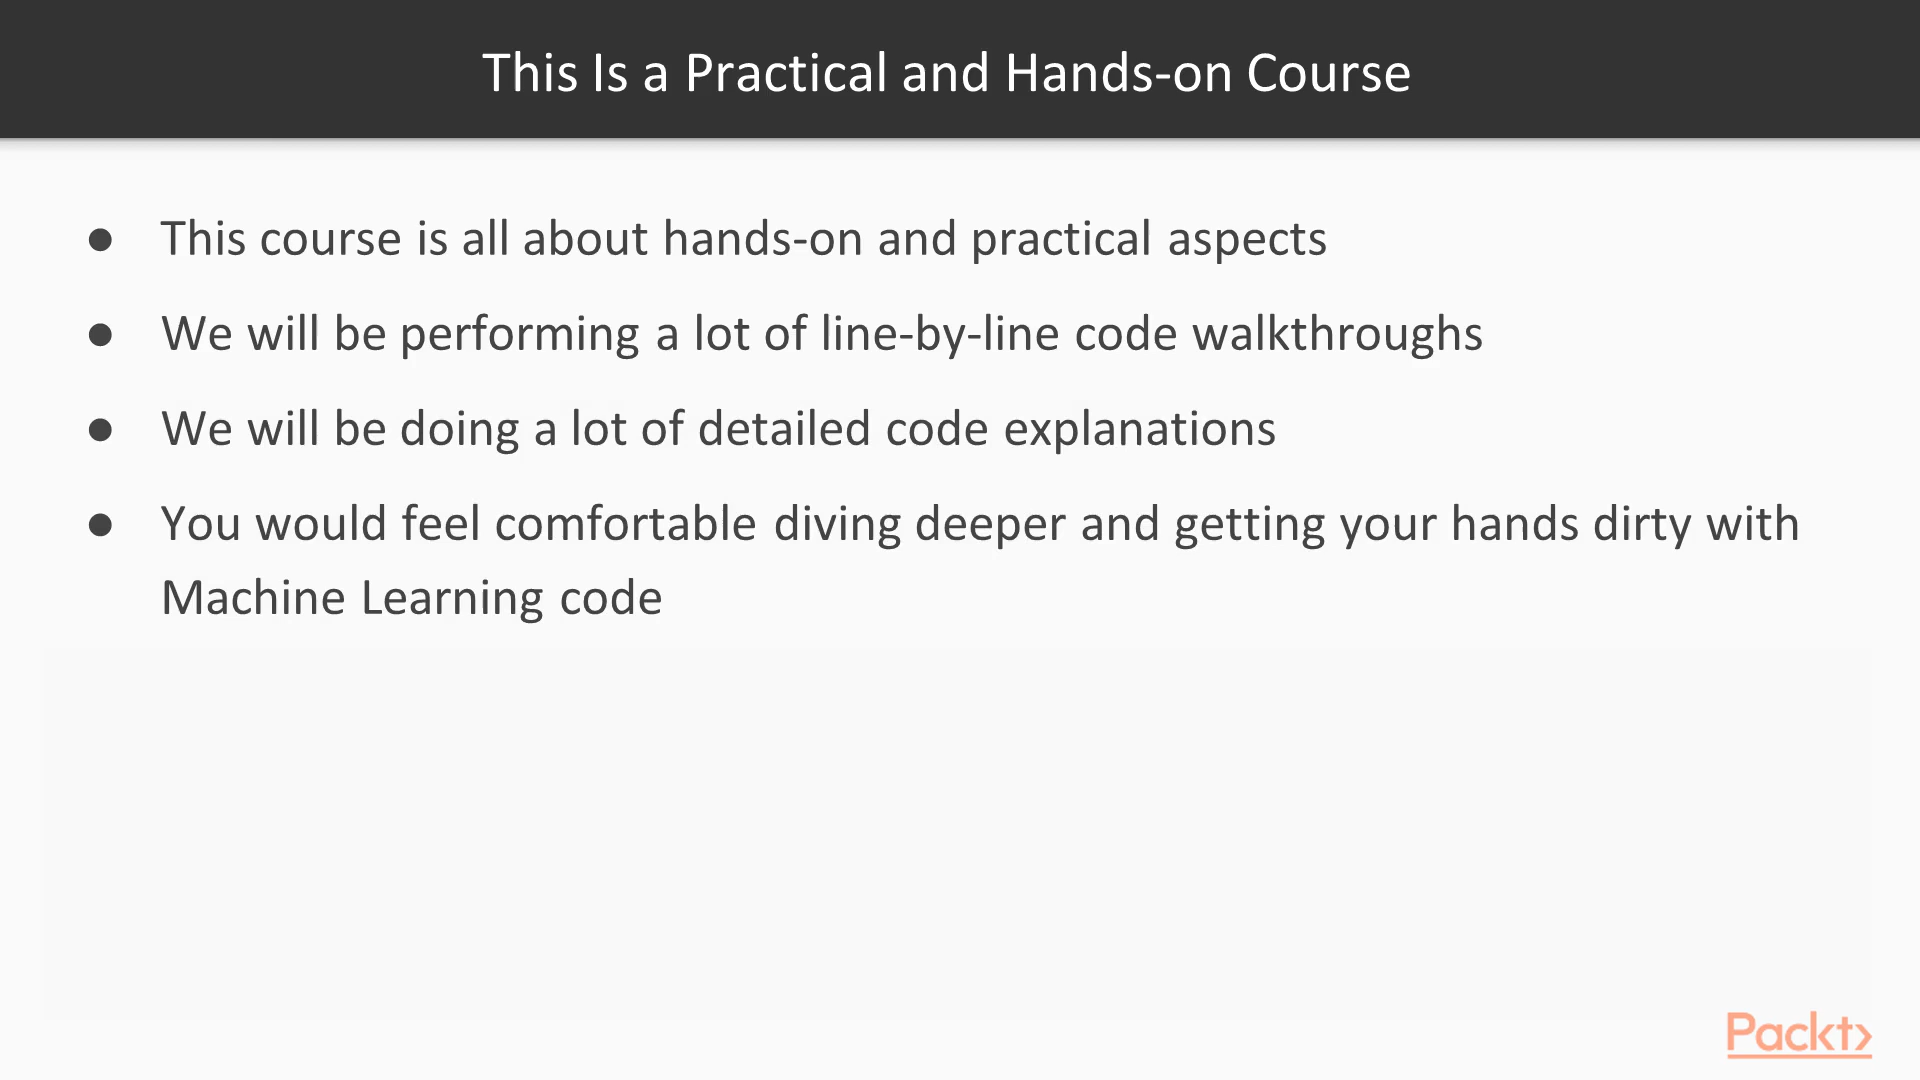 This Is a Practical and Hands-on Course
● This course is all about hands-on and practical aspects
● We will be performing a lot of line-by-line code walkthroughs
● We will be doing a lot of detailed code explanations
● You would feel comfortable diving deeper and getting your hands dirty with
Machine Learning code
Packt>